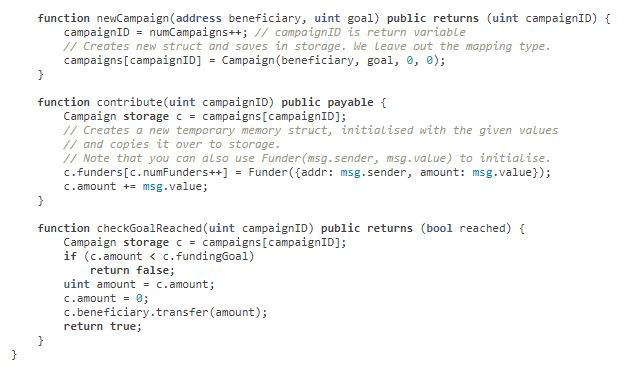 function newCampaign(address beneficiary, uint goal) public returns (uint campaignID) {
campaignID = numCampaigns++; // campaignID is return variable
// Creates new struct and saves in storage. We leave out the mapping type.
campaigns[campaignID] = Campaign(beneficiary, goal, 0, 0);
}
function contribute(uint campaignID) public payable {
Campaign storage c = campaigns[campaignID];
// Creates a new temporary memory struct, initialised with the given values
// and copies it over to storage.
// Note that you can also use Funder(msg.sender, msg.value) to initialise.
c.funders[c.numFunders++] = Funder({addr: msg.sender, amount: msg.value});
c.amount += msg.value;
}
function checkGoalReached(uint campaignID) public returns (bool reached) {
Campaign storage c = campaigns[campaignID];
if (c.amount < c.fundingGoal)
return false;
uint amount = c.amount;
c.amount = 0;
c.beneficiary.transfer(amount);
return true;
}
}